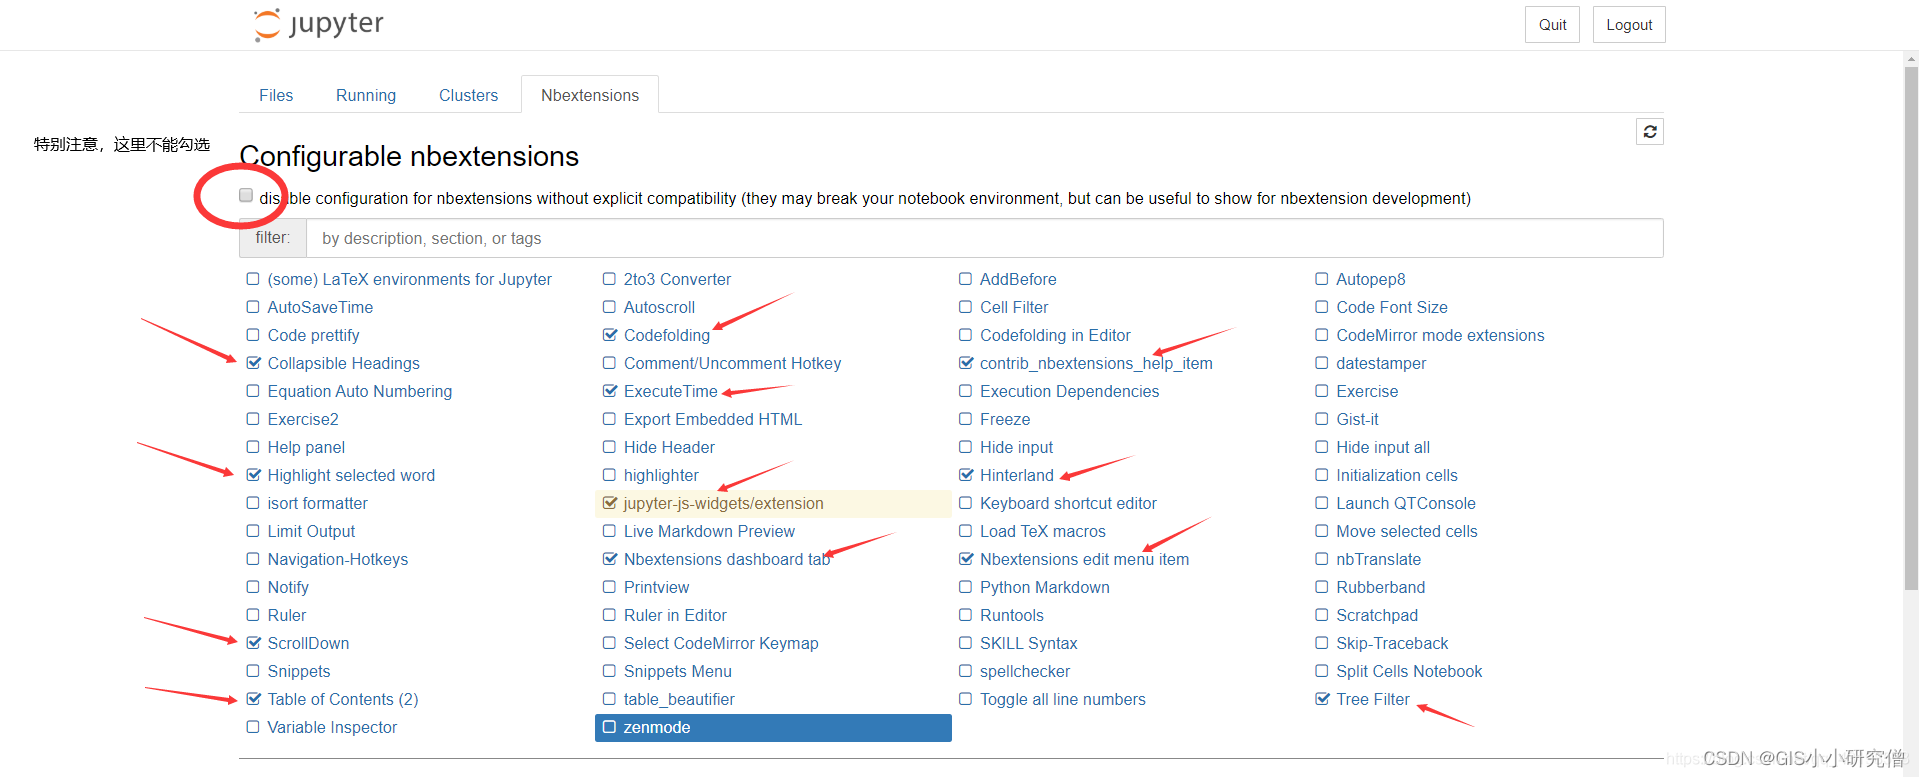 jupyter
Quit Logout
Files Running Clusters Nbextensions
特别注意，这里不能勾选
Configurable nbextensions
disable configuration for nbextensions without explicit compatibility (they may break your notebook environment, but can be useful to show for nbextension development)
filter: by description, section, or tags
(some) LaTeX environments for Jupyter 2to3 Converter AddBefore Autopep8
AutoSaveTime Autoscroll Cell Filter Code Font Size
Code prettify Codefolding Codefolding in Editor CodeMirror mode extensions
Collapsible Headings Comment/Uncomment Hotkey contrib_nbextensions_help_item datestamper
Equation Auto Numbering ExecuteTime Execution Dependencies Exercise
Exercise2 Export Embedded HTML Freeze Gist-it
Help panel Hide Header Hide input Hide input all
Highlight selected word highlighter Hinterland Initialization cells
isort formatter jupyter-js-widgets/extension Keyboard shortcut editor Launch QTConsole
Limit Output Live Markdown Preview Load TeX macros Move selected cells
Navigation-Hotkeys Nbextensions dashboard tab Nbextensions edit menu item nbTranslate
Notify Printview Python Markdown Rubberband
Ruler Ruler in Editor Runtools Scratchpad
ScrollDown Select CodeMirror Keymap SKILL Syntax Skip-Traceback
Snippets Snippets Menu spellchecker Split Cells Notebook
Table of Contents (2) table_beautifier Toggle all line numbers Tree Filter
Variable Inspector zenmode
CSDN @GIS小小研究僧